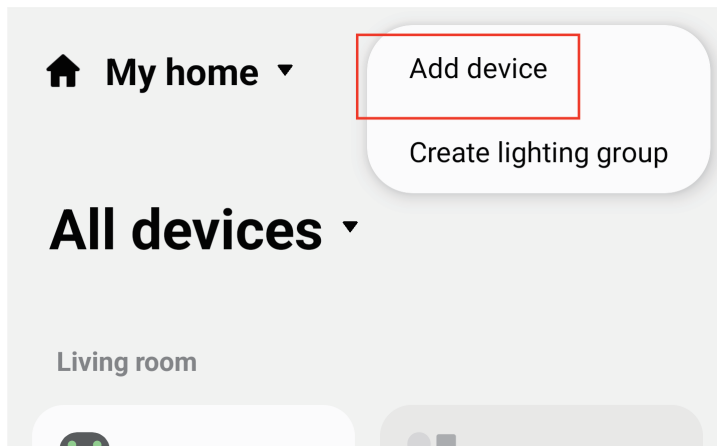 My home
Add device
Create lighting group
All devices
Living room